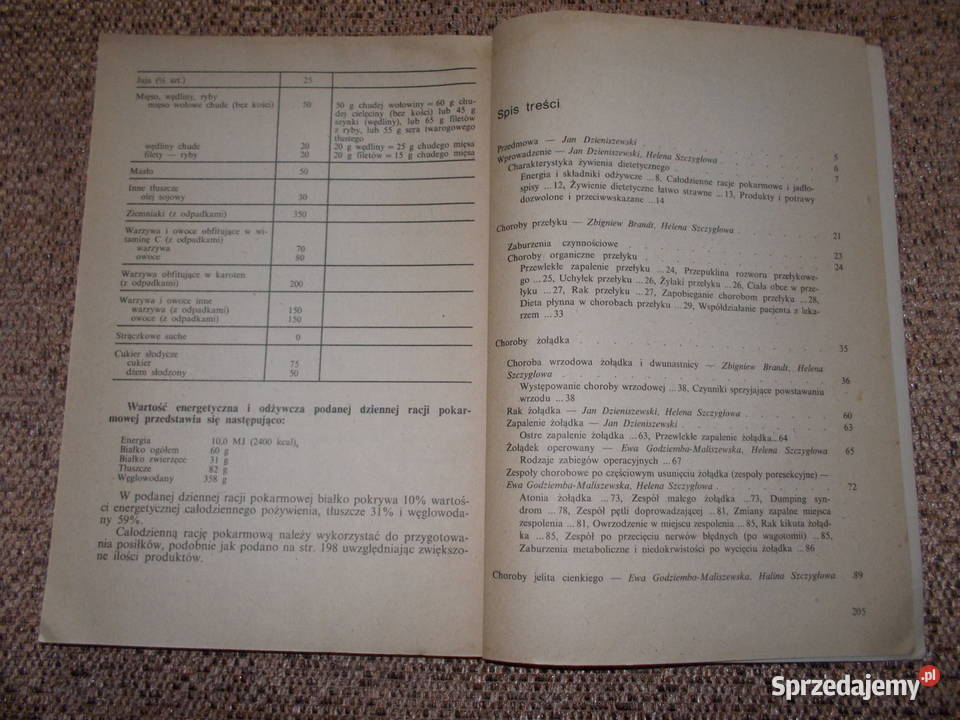 Jaja (½ szt.) 25
Mięso, wędliny, ryby
mięso wołowe chude (bez kości) 50 50 g chudej wołowiny = 60 g chu-
dej cielęciny (bez kości) lub 45 g
szynki (wędliny), lub 65 g filetów
z ryby, lub 55 g sera twarogowego
tłustego
wędliny chude 20 20 g wędliny = 25 g chudego mięsa
filety — ryby 20 20 g filetów = 15 g chudego mięsa
Masło 50
Inne tłuszcze
olej sojowy 30
Ziemniaki (z odpadkami) 350
Warzywa i owoce obfitujące w wi-
taminę C (z odpadkami)
warzywa 70
owoce 80
Warzywa obfitujące w karoten
(z odpadkami) 200
Warzywa i owoce inne
warzywa (z odpadkami) 150
owoce (z odpadkami) 150
Strączkowe suche 0
Cukier słodycze
cukier 75
dżem słodzony 50
Wartość energetyczna i odżywcza podanej dziennej racji pokar-
mowej przedstawia się następująco:
Energia 10,0 MJ (2400 kcal),
Białko ogółem 60 g
Białko zwierzęce 31 g
Tłuszcze 82 g
Węglowodany 358 g
W podanej dziennej racji pokarmowej białko pokrywa 10% wartoś-
ci energetycznej całodziennego pożywienia, tłuszcze 31% i węglowoda-
ny 59%.
Całodzienną rację pokarmową należy wykorzystać do przygotowa-
nia posiłków, podobnie jak podano na str. 198 uwzględniając zwiększo-
ne ilości produktów.
Spis treści
Przedmowa — Jan Dzieniszewski 5
Wprowadzenie — Jan Dzieniszewski, Helena Szczygłowa 6
Charakterystyka żywienia dietetycznego 7
Energia i składniki odżywcze ..8, Całodzienne racje pokarmowe i jadło-
spisy ...12, Żywienie dietetyczne łatwo strawne ..13, Produkty i potrawy
dozwolone i przeciwwskazane ...14
Choroby przełyku — Zbigniew Brandt, Helena Szczygłowa 21
Zaburzenia czynnościowe 23
Choroby organiczne przełyku 24
Przewlekłe zapalenie przełyku ...24, Przepuklina rozworu przełykowe-
go ...25, Uchyłek przełyku ..26, Żylaki przełyku ...26, Ciała obce w prze-
łyku ...27, Rak przełyku ...27, Zapobieganie chorobom przełyku ...28,
Dieta płynna w chorobach przełyku ..29, Współdziałanie pacjenta z leka-
rzem ...33
Choroby żołądka 35
Choroba wrzodowa żołądka i dwunastnicy — Zbigniew Brandt, Helena
Szczygłowa 36
Występowanie choroby wrzodowej ...38, Czynniki sprzyjające powstawaniu
wrzodu ...38
Rak żołądka — Jan Dzieniszewski, Helena Szczygłowa 60
Zapalenie żołądka — Jan Dzieniszewski 63
Ostre zapalenie żołądka ...63, Przewlekłe zapalenie żołądka...64
Żołądek operowany — Ewa Godziemba-Maliszewska, Helena Szczygłowa 65
Rodzaje zabiegów operacyjnych ...67
Zespoły chorobowe po częściowym usunięciu żołądka (zespoły poresekcyjne) —
Ewa Godziemba-Maliszewska, Helena Szczygłowa 72
Atonia żołądka ...73, Zespół małego żołądka ...73, Dumping syn-
drom ...78, Zespół pętli doprowadzającej ...81, Zmiany zapalne miejsca
zespolenia ...81, Owrzodzenie w miejscu zespolenia ...85, Rak kikuta żołąd-
ka ...85, Zespół po przecięciu nerwów błędnych (po wagotomii) ...85,
Zaburzenia metaboliczne i niedokrwistości po wycięciu żołądka ...86
Choroby jelita cienkiego — Ewa Godziemba-Maliszewska, Halina Szczygłowa 89
205
Sprzedajemy.pl